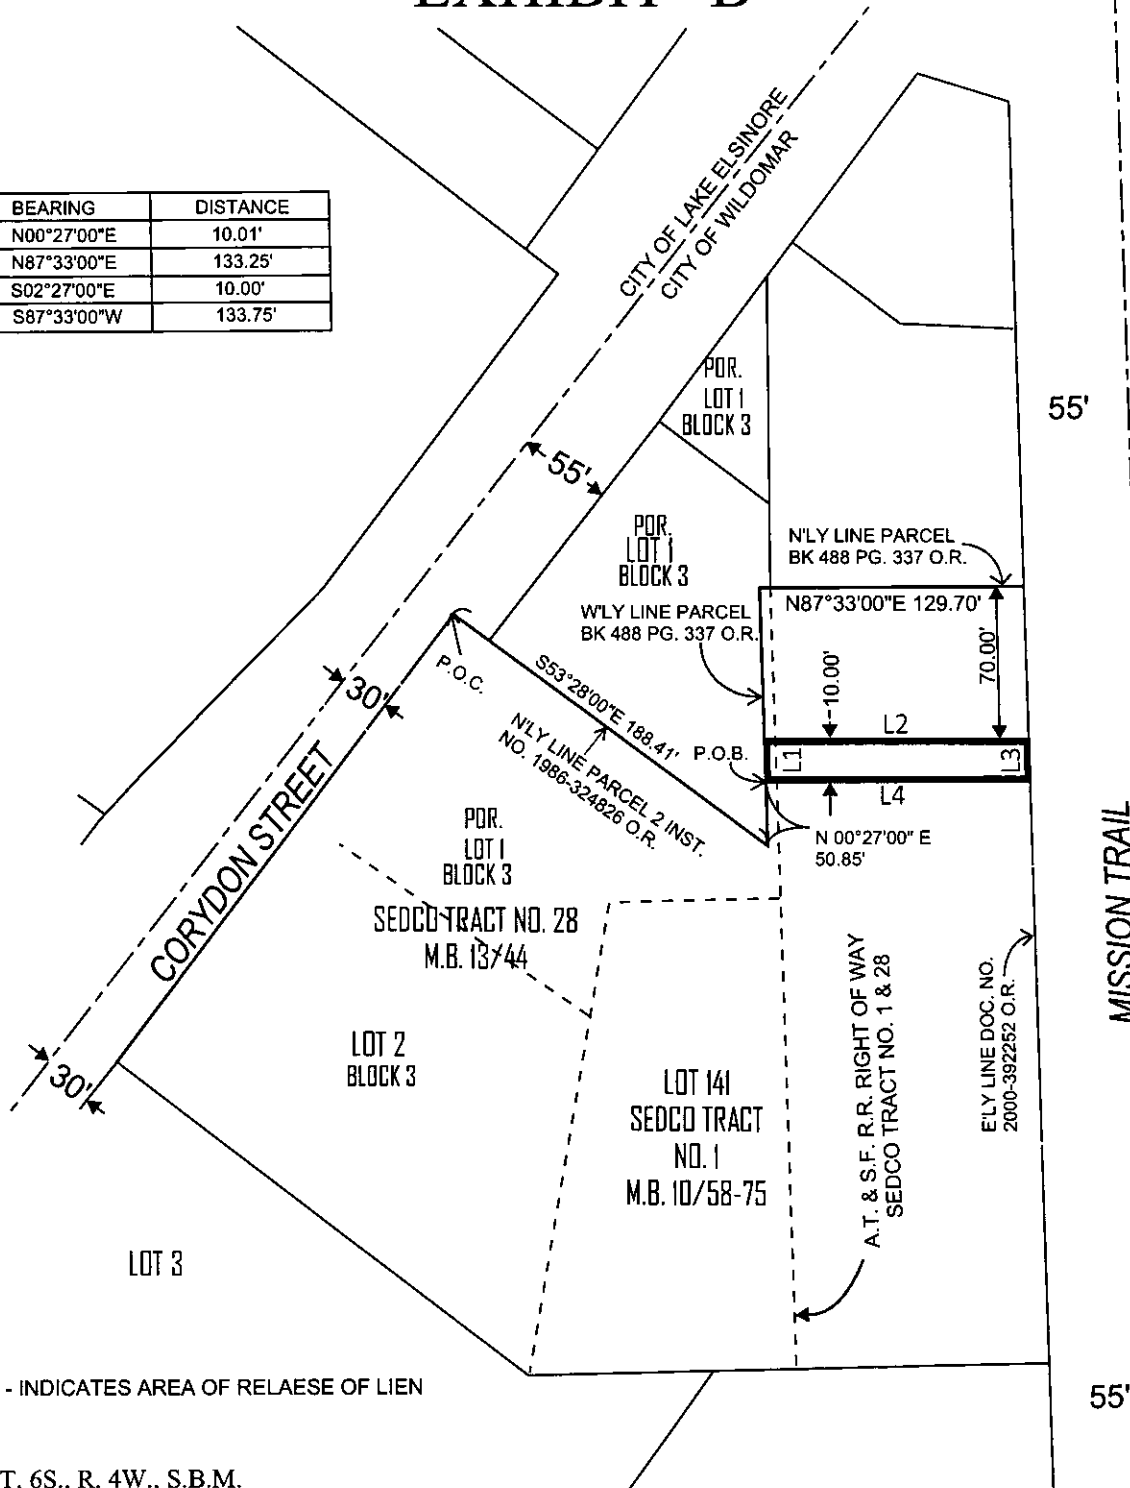 EXHIBIT "B"
BEARING DISTANCE
N00°27'00"E 10.01'
N87°33'00"E 133.25'
S02°27'00"E 10.00'
S87°33'00"W 133.75'
CITY OF LAKE ELSINORE
CITY OF WILDOMAR
POR.
LOT 1
BLOCK 3
55'
55'
POR.
LOT 1
BLOCK 3
N'LY LINE PARCEL
BK 488 PG. 337 O.R.
N87°33'00"E 129.70'
W'LY LINE PARCEL
BK 488 PG. 337 O.R.
70.00'
10.00'
P.O.C.
S53°28'00"E 188.41'
N'LY LINE PARCEL 2 INST.
NO. 1986-324826 O.R.
30'
L2
P.O.B.
L1
L3
L4
N 00°27'00" E
50.85'
CORYDON STREET
POR.
LOT 1
BLOCK 3
SEDCO TRACT NO. 28
M.B. 13/44
MISSION TRAIL
A.T. & S.F. R.R. RIGHT OF WAY
SEDCO TRACT NO. 1 & 28
E'LY LINE DOC. NO.
2000-392252 O.R.
LOT 2
BLOCK 3
30'
LOT 141
SEDCO TRACT
NO. 1
M.B. 10/58-75
LOT 3
- INDICATES AREA OF RELAESE OF LIEN
55'
T. 6S., R. 4W., S.B.M.